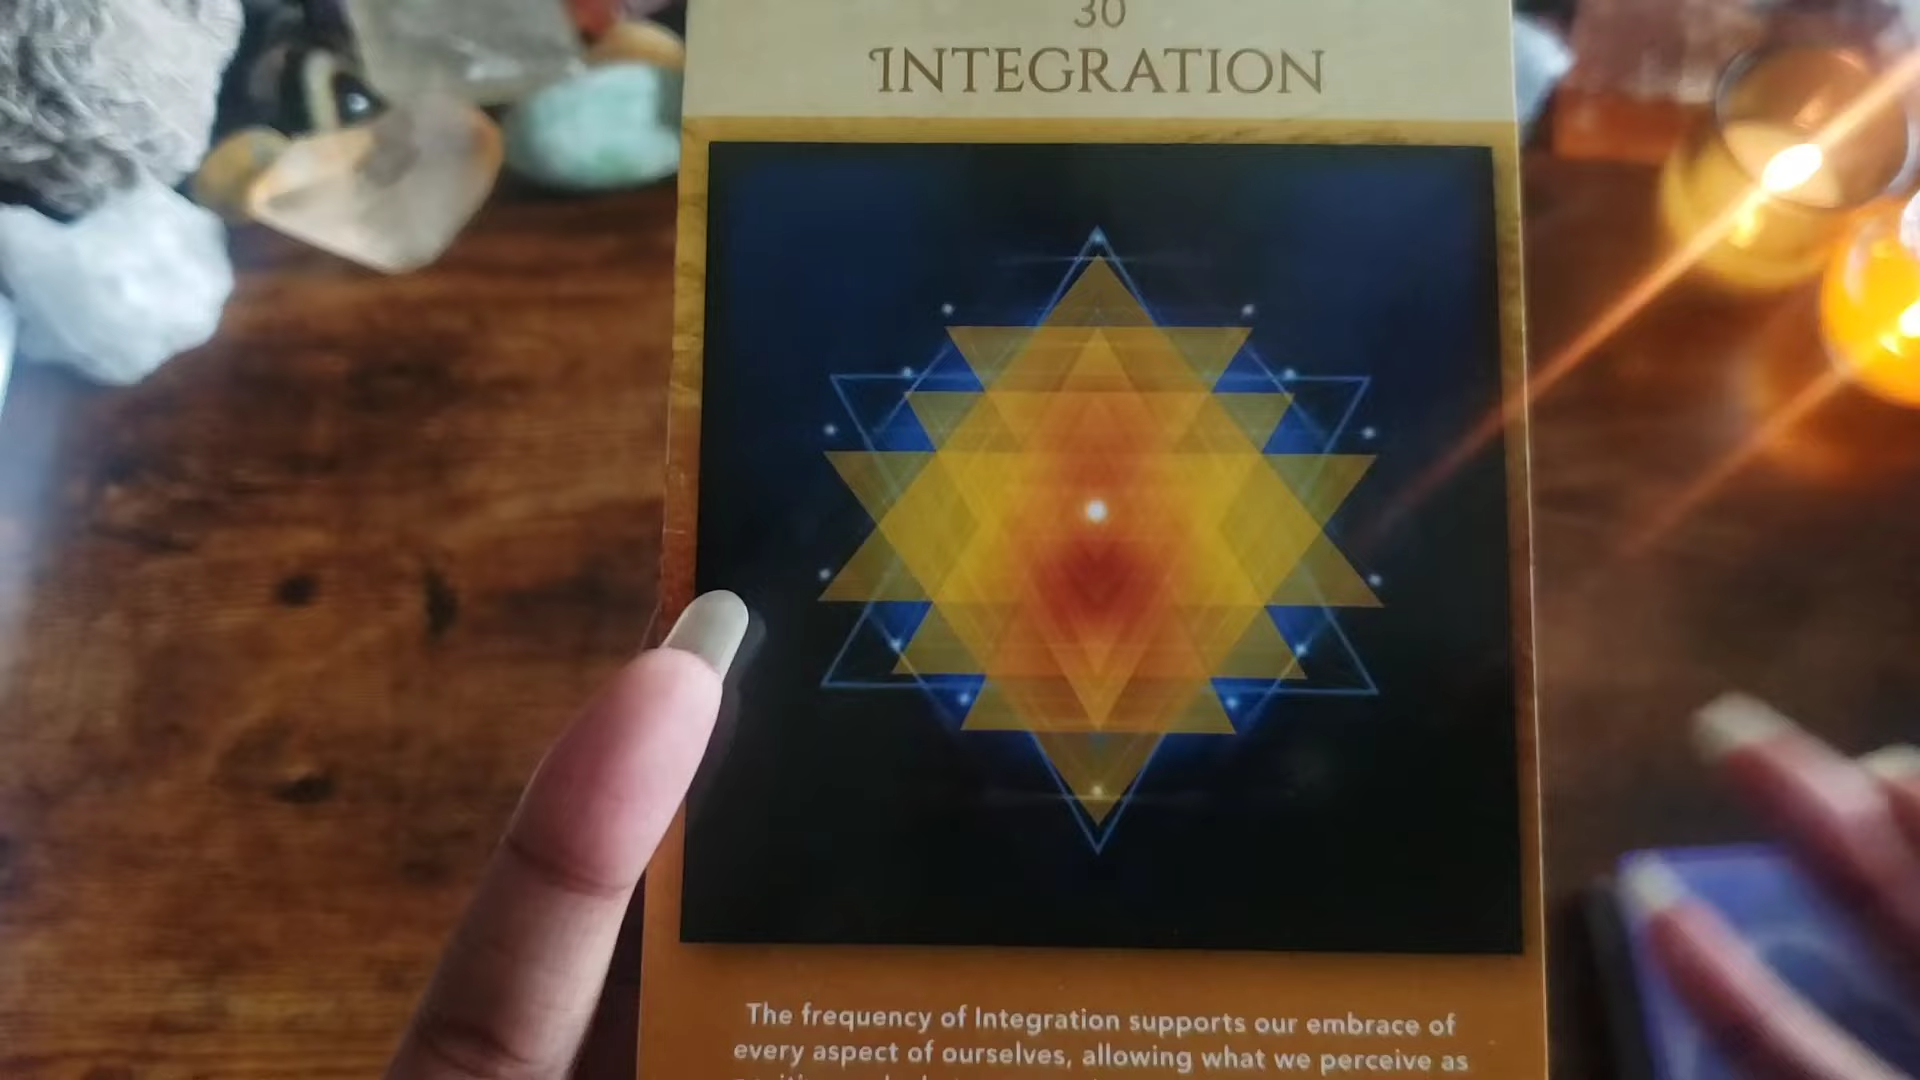 30
INTEGRATION
The frequency of Integration supports our embrace of
every aspect of ourselves, allowing what we perceive as